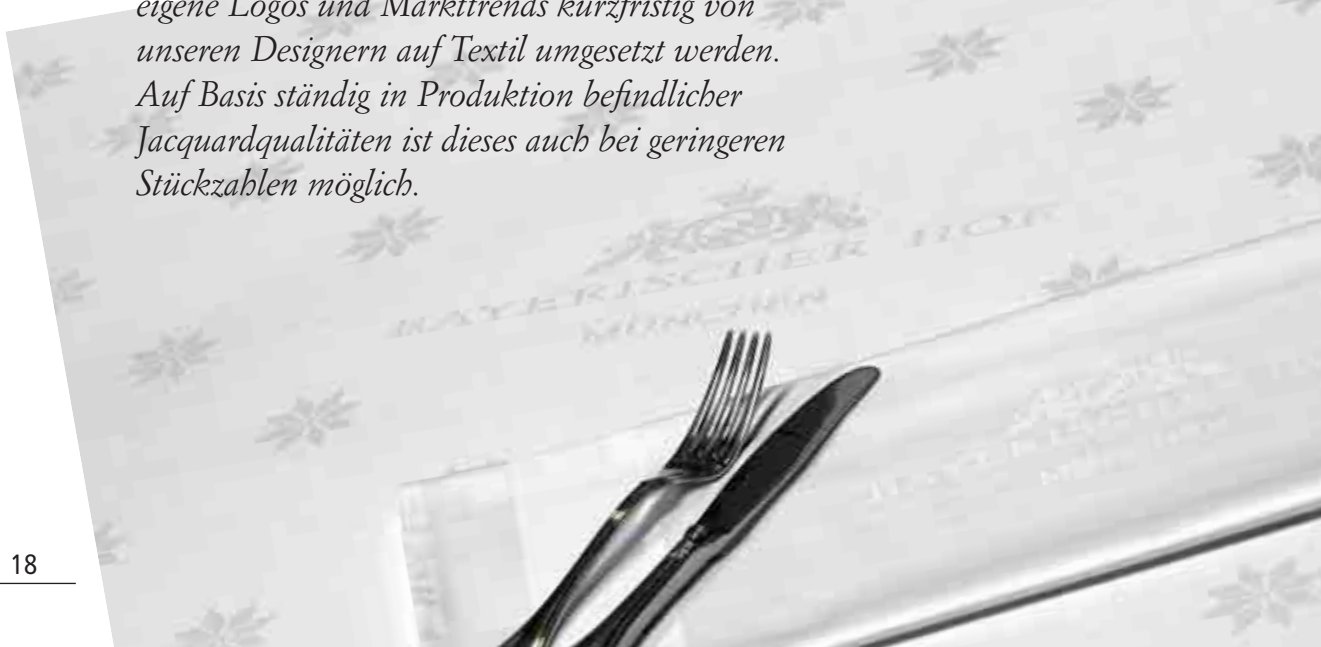 eigene Logos und Markttrends kurzfristig von
unseren Designern auf Textil umgesetzt werden.
Auf Basis ständig in Produktion befindlicher
Jacquardqualitäten ist dieses auch bei geringeren
Stückzahlen möglich.
BAYERISCHER HOF
MÜNCHEN
18